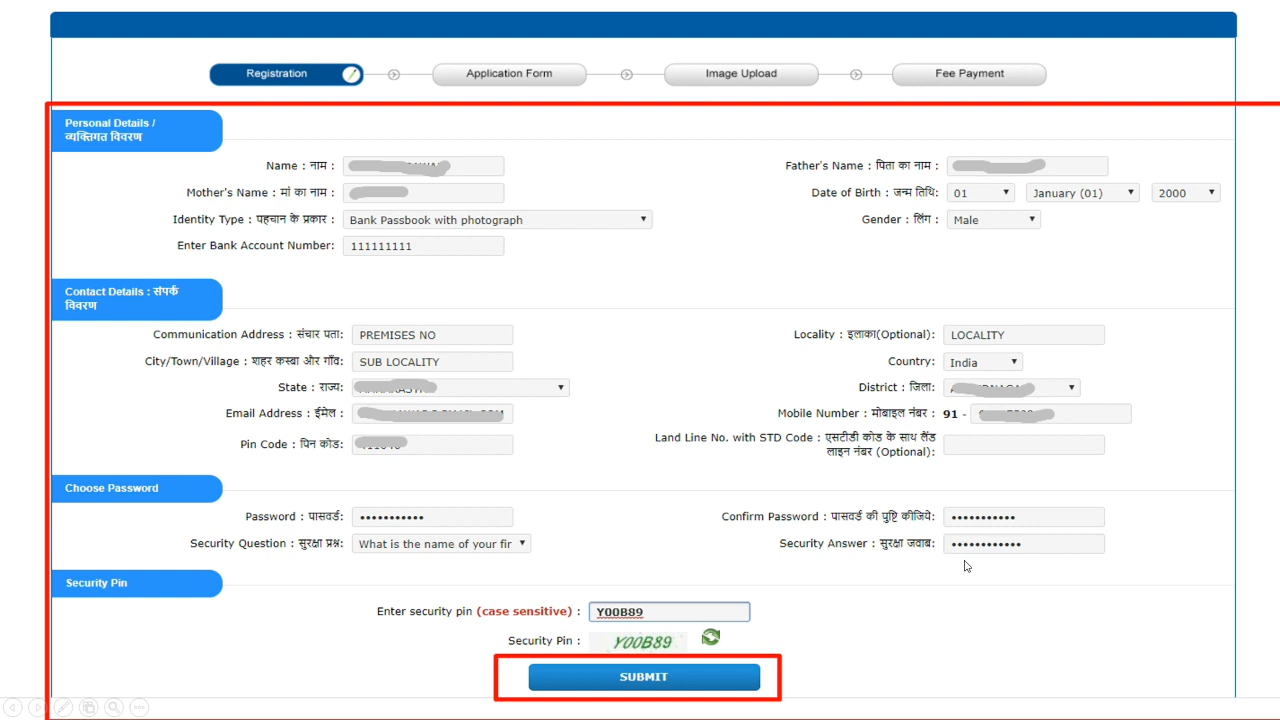 Registration
Application Form
Image Upload
Fee Payment
Personal Details /
व्यक्तिगत विवरण
Name : नाम :
Father's Name : पिता का नाम :
Mother's Name : मां का नाम :
Date of Birth : जन्म तिथि: 01 January (01) 2000
Identity Type : पहचान के प्रकार : Bank Passbook with photograph
Gender : लिंग : Male
Enter Bank Account Number: 111111111
Contact Details : संपर्क
विवरण
Communication Address : संचार पता: PREMISES NO
Locality : इलाका(Optional): LOCALITY
City/Town/Village : शहर कस्बा और गाँव: SUB LOCALITY
Country: India
State : राज्य:
District : जिला:
Email Address : ईमेल :
Mobile Number : मोबाइल नंबर : 91 -
Pin Code : पिन कोड:
Land Line No. with STD Code : एसटीडी कोड के साथ लैंड
लाइन नंबर (Optional):
Choose Password
Password : पासवर्ड: •••••••••••
Confirm Password : पासवर्ड की पुष्टि कीजिये: •••••••••••
Security Question : सुरक्षा प्रश्न: What is the name of your fir
Security Answer : सुरक्षा जवाब: ••••••••••••
Security Pin
Enter security pin (case sensitive) : Y00B89
Security Pin : Y00B89
SUBMIT